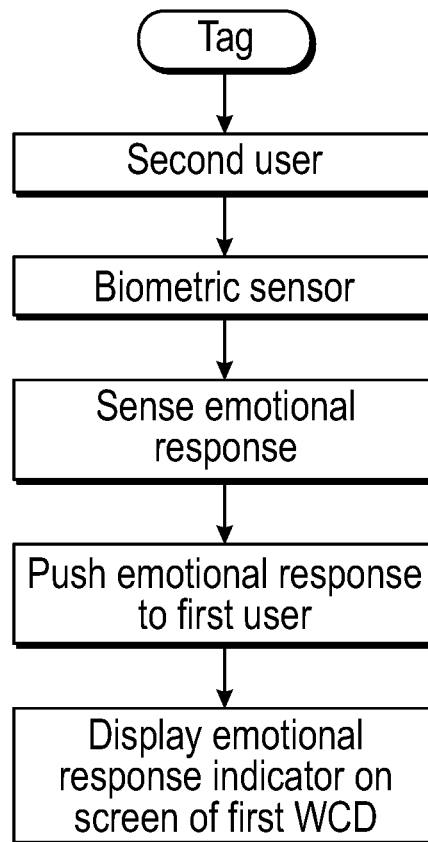 Tag
Second user
Biometric sensor
Sense emotional
response
Push emotional response
to first user
Display emotional
response indicator on
screen of first WCD